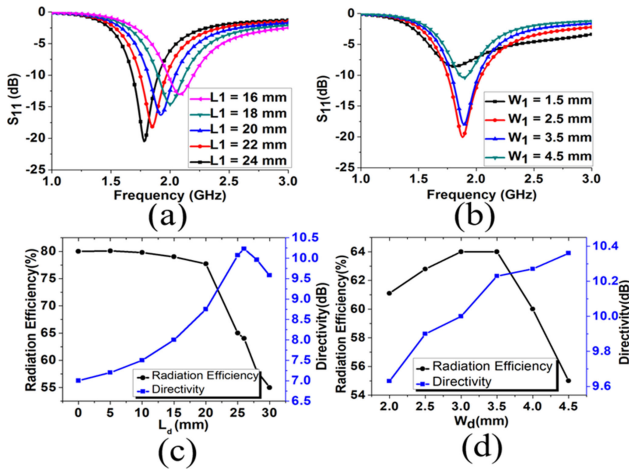 0
-5
-10
-15
-20
-25
S11 (dB)
L1 = 16 mm
L1 = 18 mm
L1 = 20 mm
L1 = 22 mm
L1 = 24 mm
1.0 1.5 2.0 2.5 3.0
Frequency (GHz)
(a)
0
-5
-10
-15
-20
-25
S11(dB)
W1 = 1.5 mm
W1 = 2.5 mm
W1 = 3.5 mm
W1 = 4.5 mm
1.0 1.5 2.0 2.5 3.0
Frequency (GHz)
(b)
80
75
70
65
60
55
Radiation Efficiency(%)
Radiation Efficiency
Directivity
10.5
10.0
9.5
9.0
8.5
8.0
7.5
7.0
6.5
Directivity(dB)
0 5 10 15 20 25 30
Ld(mm)
(c)
66
64
62
60
58
56
54
Radiation Efficiency(%)
Radiation Efficiency
Directivity
10.4
10.0
9.6
Directivity(dB)
2.0 2.5 3.0 3.5 4.0 4.5
Wd(mm)
(d)